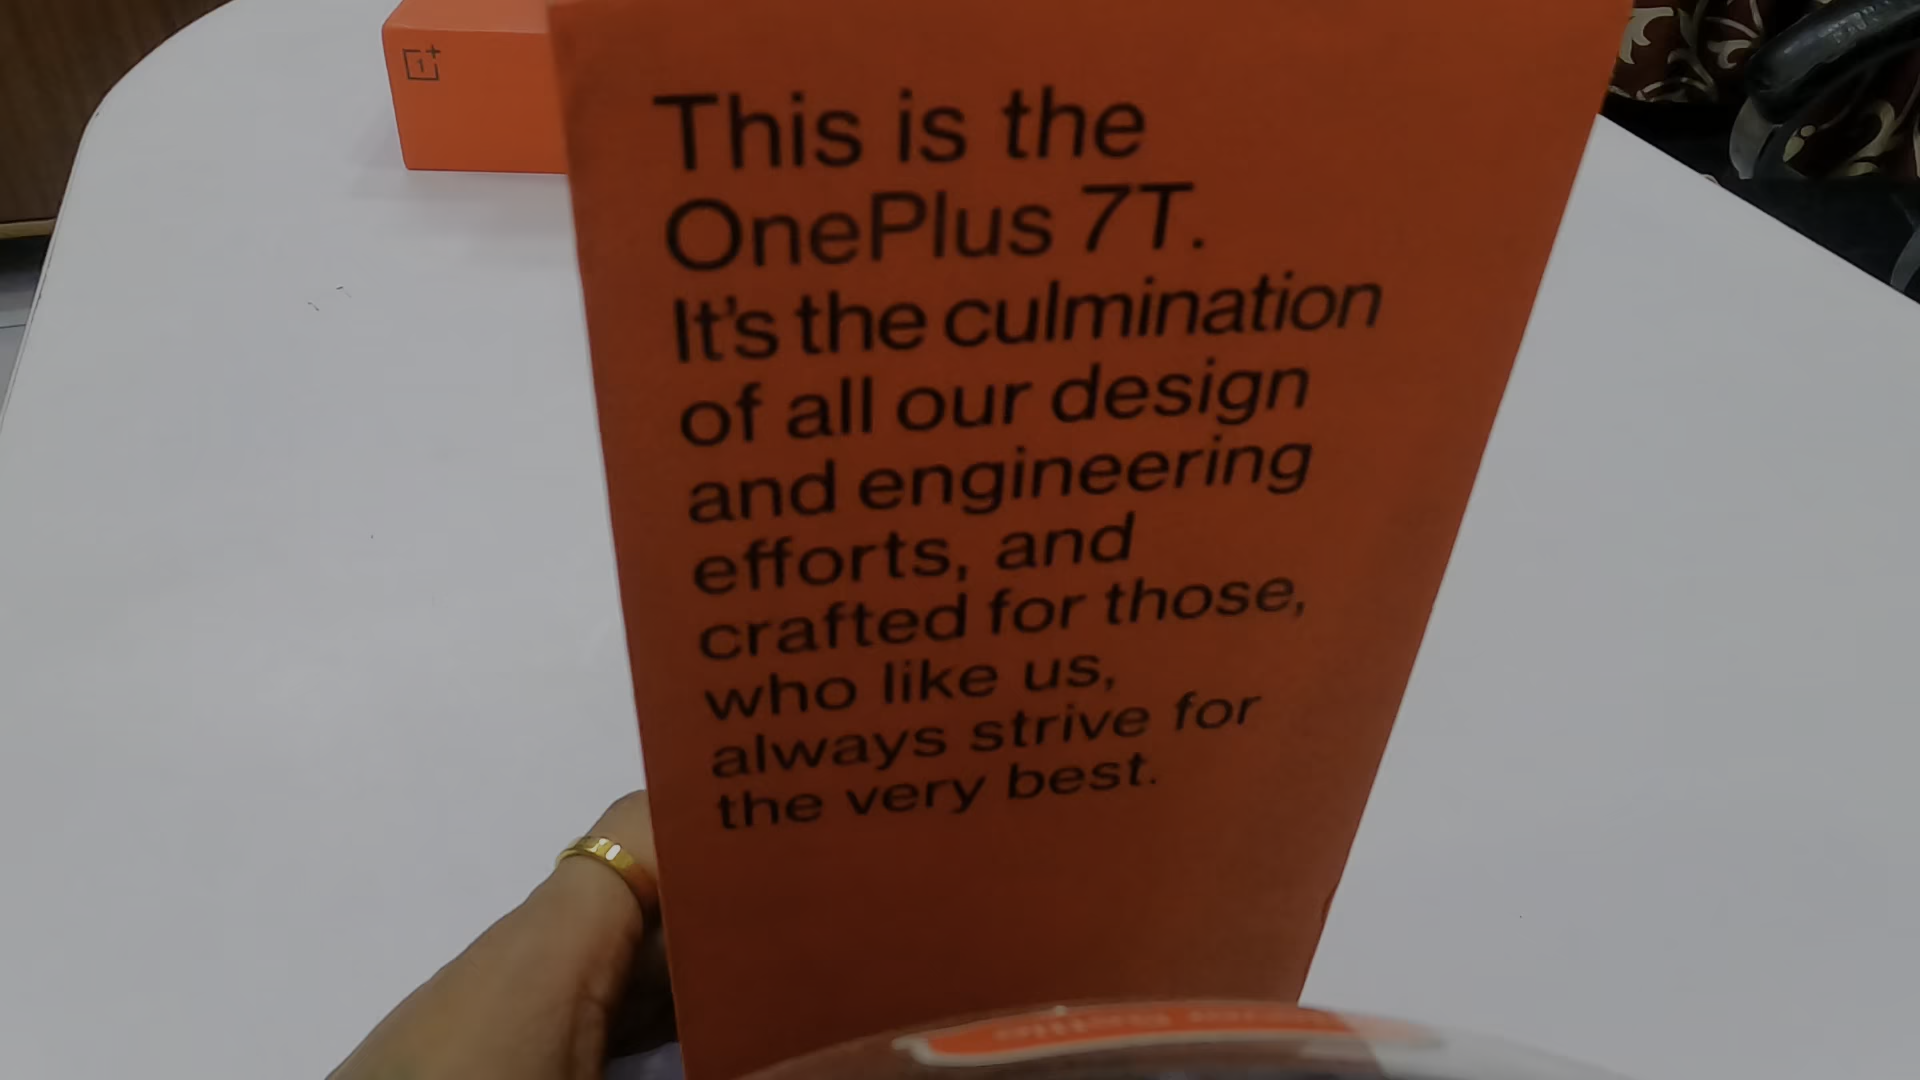 1+
This is the
OnePlus 7T.
It's the culmination
of all our design
and engineering
efforts, and
crafted for those,
who like us,
always strive for
the very best.